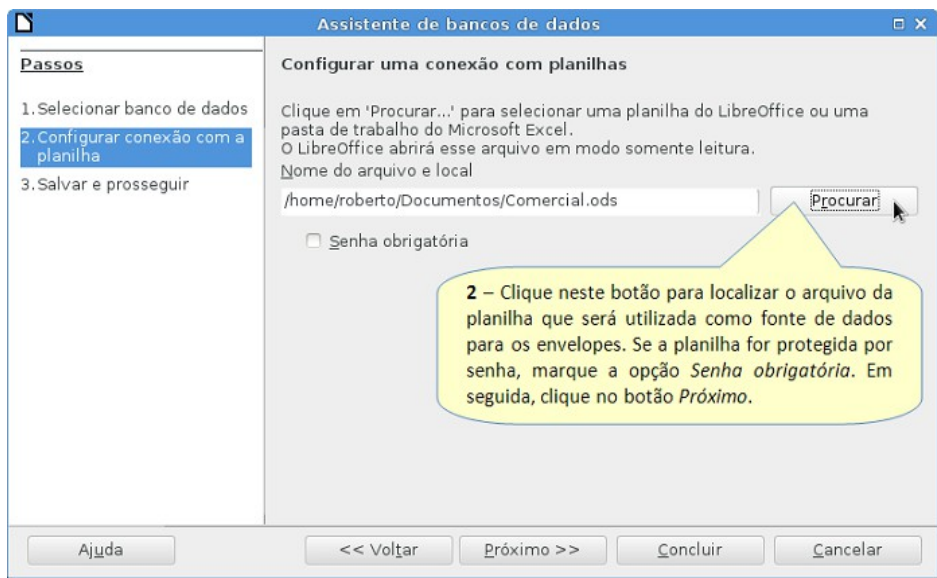 Assistente de bancos de dados
Passos
1. Selecionar banco de dados
2. Configurar conexão com a
planilha
3. Salvar e prosseguir
Configurar uma conexão com planilhas
Clique em 'Procurar...' para selecionar uma planilha do LibreOffice ou uma
pasta de trabalho do Microsoft Excel.
O LibreOffice abrirá esse arquivo em modo somente leitura.
Nome do arquivo e local
/home/roberto/Documentos/Comercial.ods
Procurar
Senha obrigatória
2 – Clique neste botão para localizar o arquivo da
planilha que será utilizada como fonte de dados
para os envelopes. Se a planilha for protegida por
senha, marque a opção Senha obrigatória. Em
seguida, clique no botão Próximo.
Ajuda
<< Voltar
Próximo >>
Concluir
Cancelar